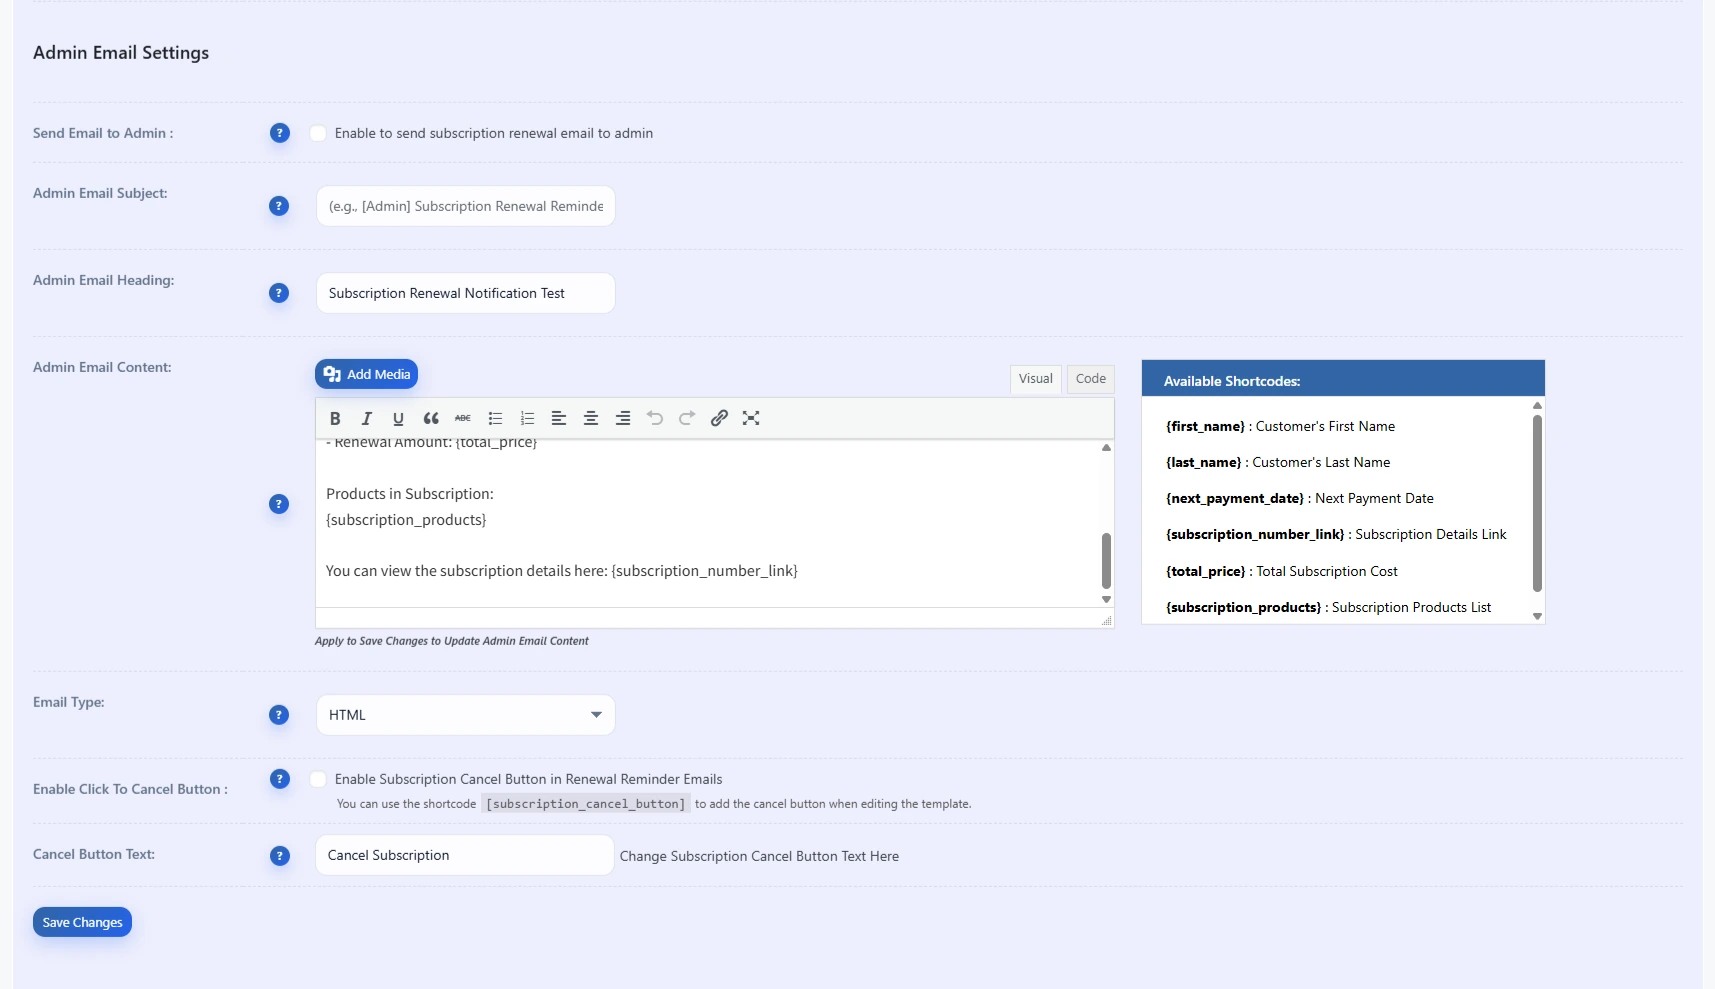 Admin Email Settings
Send Email to Admin :
? Enable to send subscription renewal email to admin
Admin Email Subject:
? (e.g., [Admin] Subscription Renewal Reminde
Admin Email Heading:
? Subscription Renewal Notification Test
Admin Email Content:
Add Media
Visual Code
B I U ABC
- Renewal Amount: {total_price}
Products in Subscription:
{subscription_products}
?
You can view the subscription details here: {subscription_number_link}
Apply to Save Changes to Update Admin Email Content
Available Shortcodes:
{first_name} : Customer's First Name
{last_name} : Customer's Last Name
{next_payment_date} : Next Payment Date
{subscription_number_link} : Subscription Details Link
{total_price} : Total Subscription Cost
{subscription_products} : Subscription Products List
Email Type:
? HTML
Enable Click To Cancel Button :
? Enable Subscription Cancel Button in Renewal Reminder Emails
You can use the shortcode [subscription_cancel_button] to add the cancel button when editing the template.
Cancel Button Text:
? Cancel Subscription Change Subscription Cancel Button Text Here
Save Changes